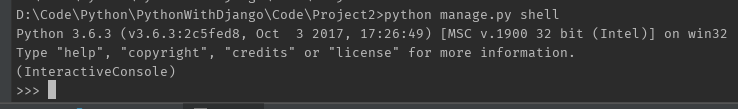 D:\Code\Python\PythonWithDjango\Code\Project2>python manage.py shell
Python 3.6.3 (v3.6.3:2c5fed8, Oct  3 2017, 17:26:49) [MSC v.1900 32 bit (Intel)] on win32
Type "help", "copyright", "credits" or "license" for more information.
(InteractiveConsole)
>>>